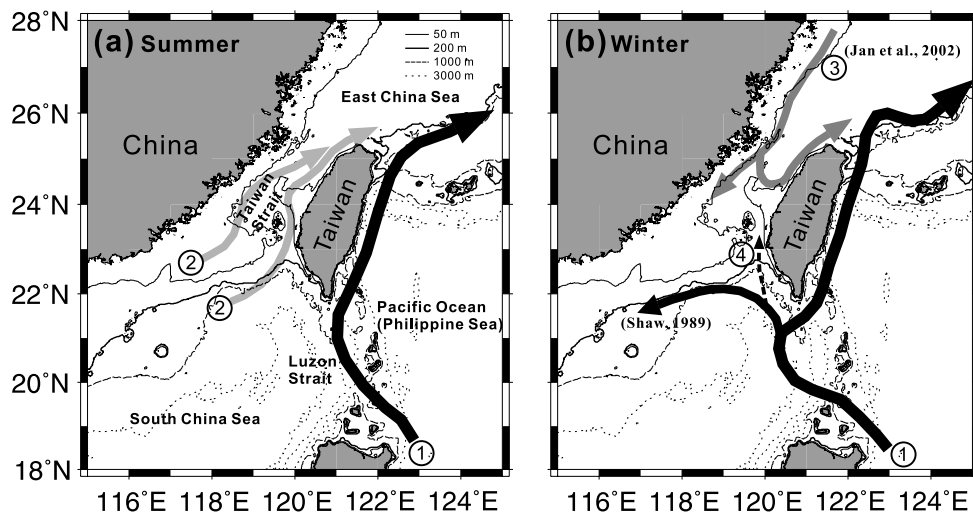 28°N
26°N
24°N
22°N
20°N
18°N
(a) Summer
50 m
200 m
1000 m
3000 m
East China Sea
China
Taiwan
Strait
Taiwan
2
2
Pacific Ocean
(Philippine Sea)
Luzon
Strait
South China Sea
1
116°E 118°E 120°E 122°E 124°E
(b) Winter
3
(Jan et al., 2002)
China
Taiwan
4
(Shaw, 1989)
1
116°E 118°E 120°E 122°E 124°E